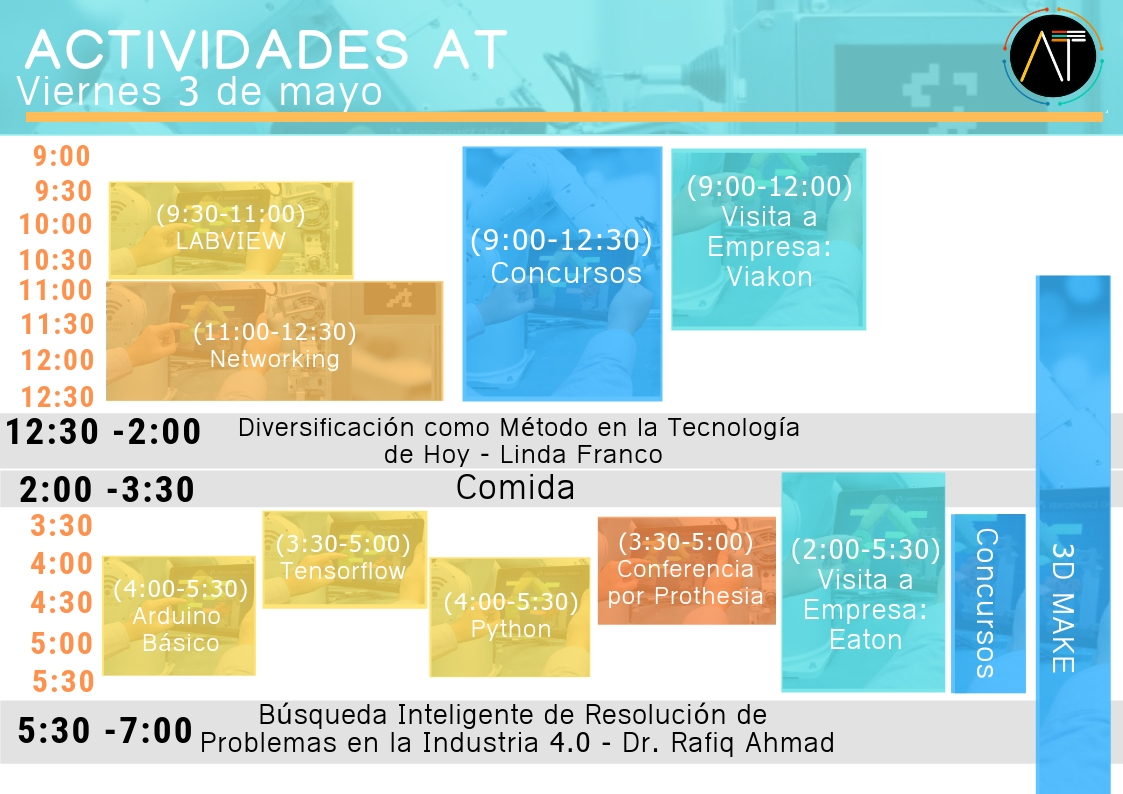 ACTIVIDADES AT
Viernes 3 de mayo
AT
9:00
9:30
10:00
10:30
11:00
11:30
12:00
12:30
(9:30-11:00)
LABVIEW
(11:00-12:30)
Networking
(9:00-12:30)
Concursos
(9:00-12:00)
Visita a
Empresa:
Viakon
12:30 -2:00
Diversificación como Método en la Tecnología
de Hoy - Linda Franco
2:00 -3:30
Comida
3:30
4:00
4:30
5:00
5:30
(4:00-5:30)
Arduino
Básico
(3:30-5:00)
Tensorflow
(4:00-5:30)
Python
(3:30-5:00)
Conferencia
por Prothesia
(2:00-5:30)
Visita a
Empresa:
Eaton
Concursos
3D MAKE
5:30 -7:00
Búsqueda Inteligente de Resolución de
Problemas en la Industria 4.0 - Dr. Rafiq Ahmad